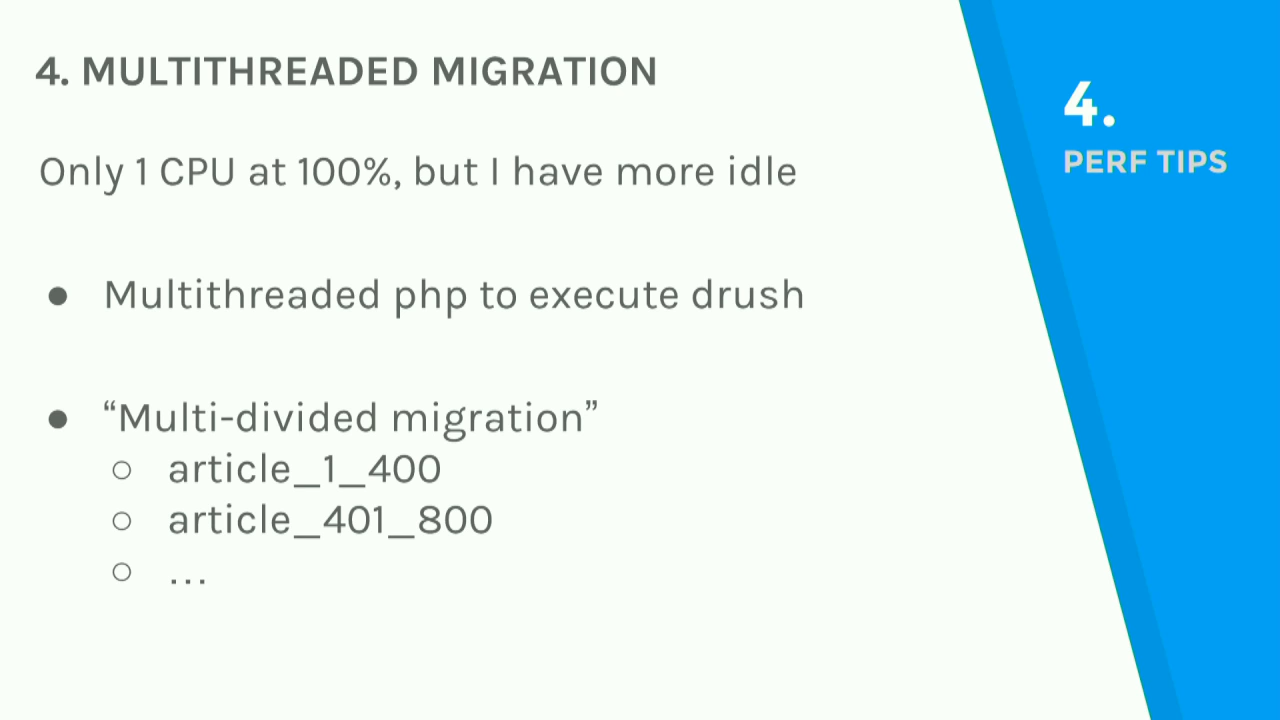 4. MULTITHREADED MIGRATION
Only 1 CPU at 100%, but I have more idle
● Multithreaded php to execute drush
● “Multi-divided migration”
○ article_1_400
○ article_401_800
○ ...
4.
PERF TIPS